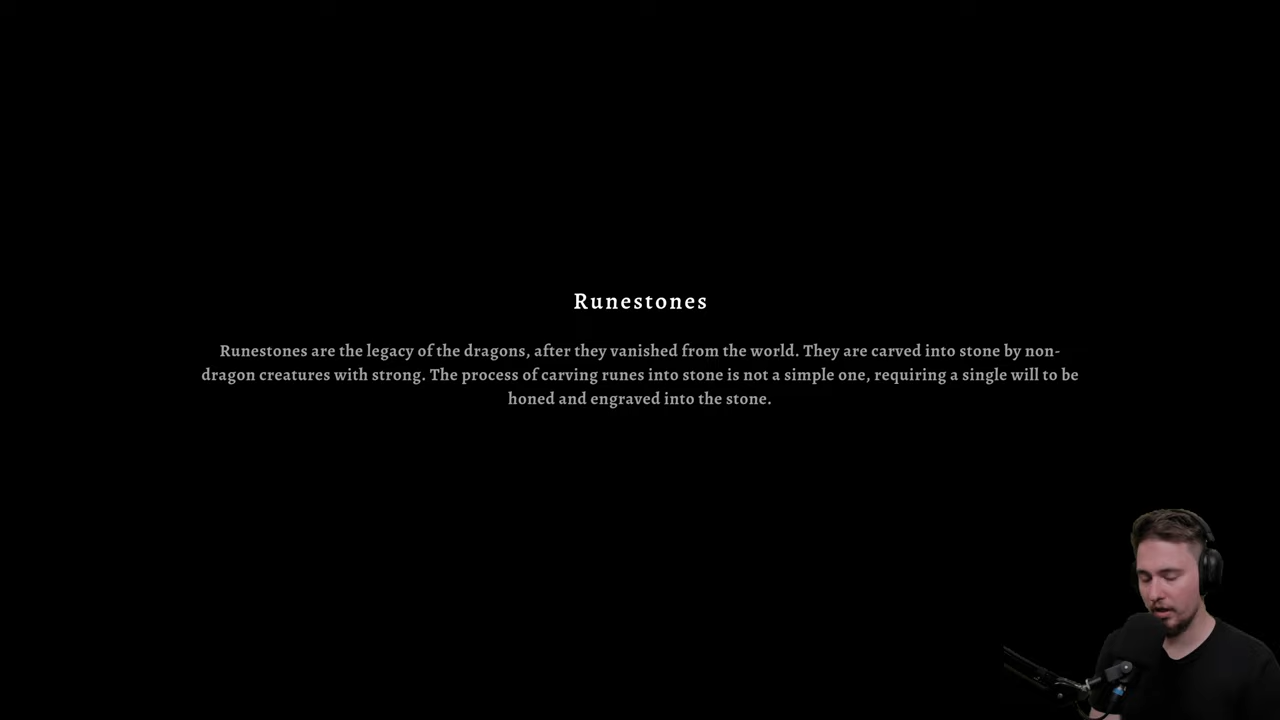 Runestones
Runestones are the legacy of the dragons, after they vanished from the world. They are carved into stone by non-
dragon creatures with strong. The process of carving runes into stone is not a simple one, requiring a single will to be
honed and engraved into the stone.